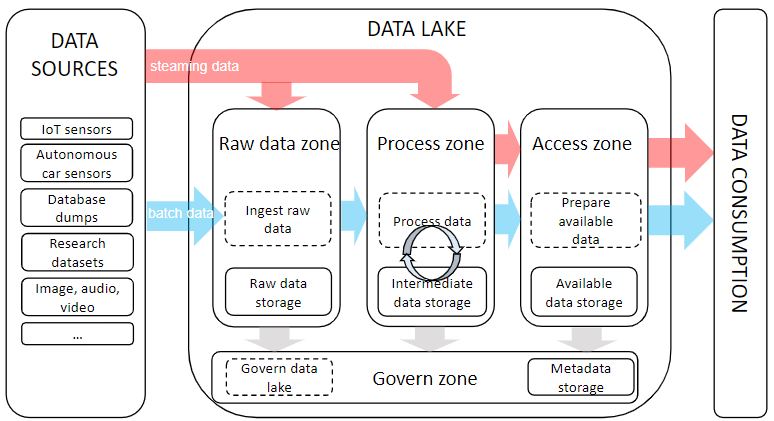 DATA
SOURCES
IoT sensors
Autonomous
car sensors
Database
dumps
Research
datasets
Image, audio,
video
...
DATA LAKE
steaming data
batch data
Raw data zone
Ingest raw
data
Raw data
storage
Process zone
Process data
Intermediate
data storage
Access zone
Prepare
available
data
Available
data storage
Govern data
lake
Govern zone
Metadata
storage
DATA CONSUMPTION